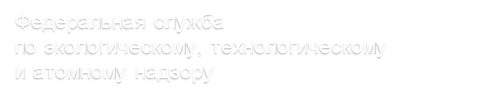 Федеральная служба
по экологическому, технологическому
и атомному надзору